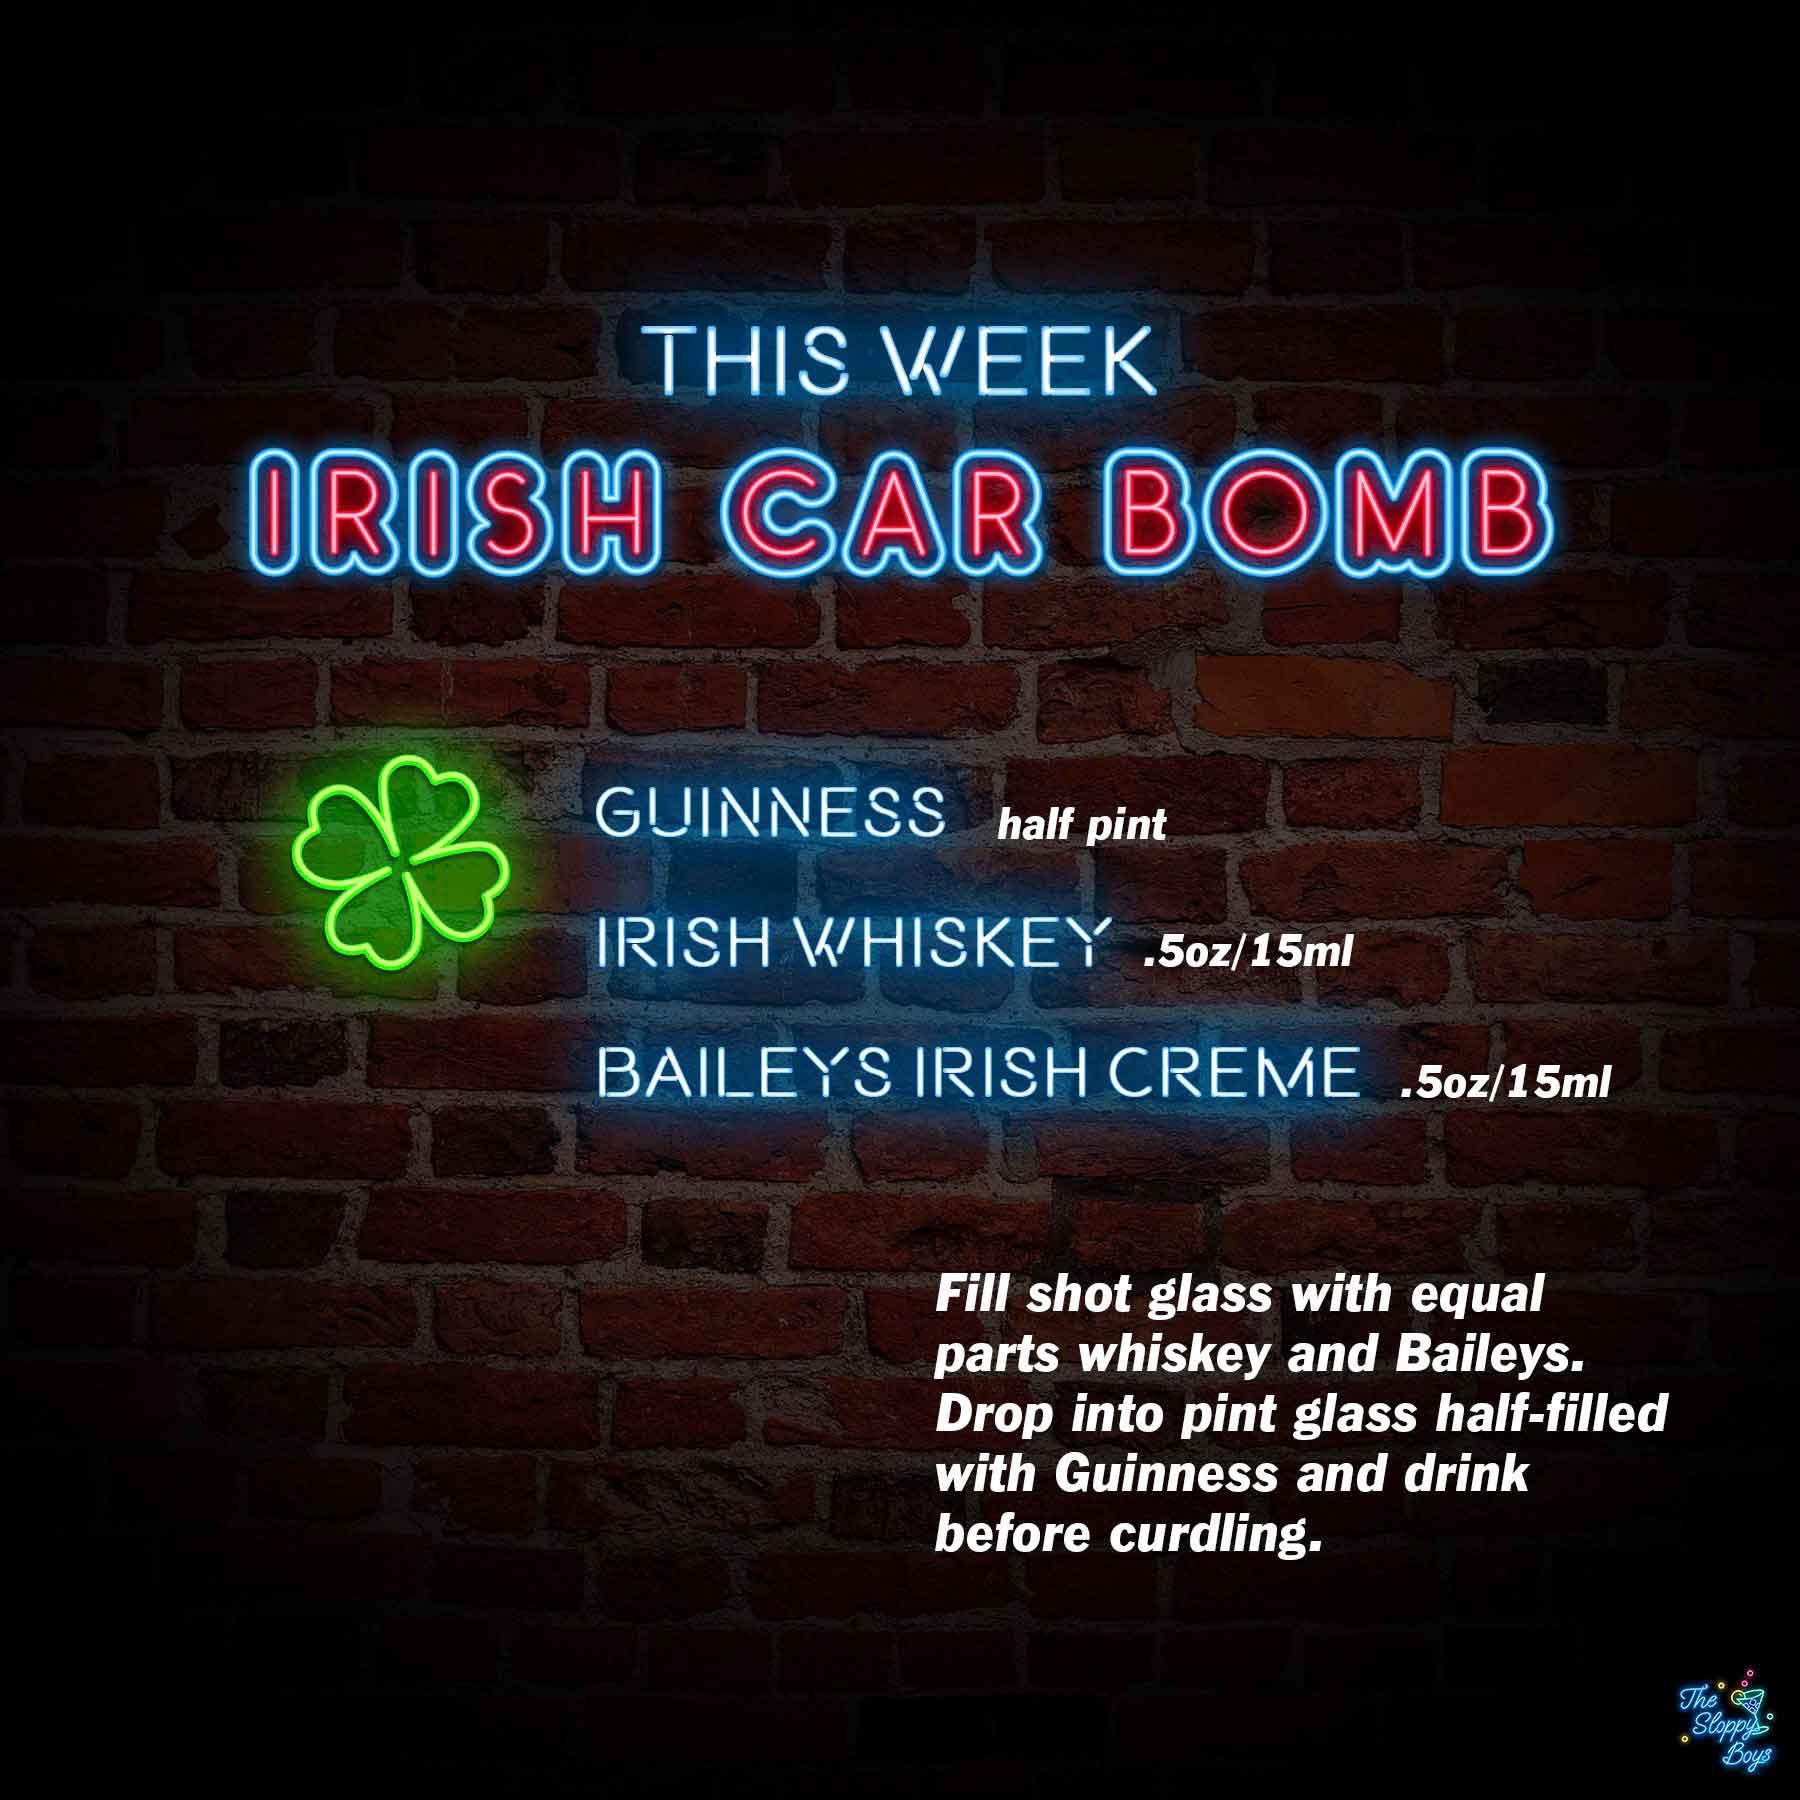 THIS WEEK
IRISH CAR BOMB
GUINNESS half pint
IRISH WHISKEY .5oz/15ml
BAILEYS IRISH CREME .5oz/15ml
Fill shot glass with equal
parts whiskey and Baileys.
Drop into pint glass half-filled
with Guinness and drink
before curdling.
The
Sloppy
Boys